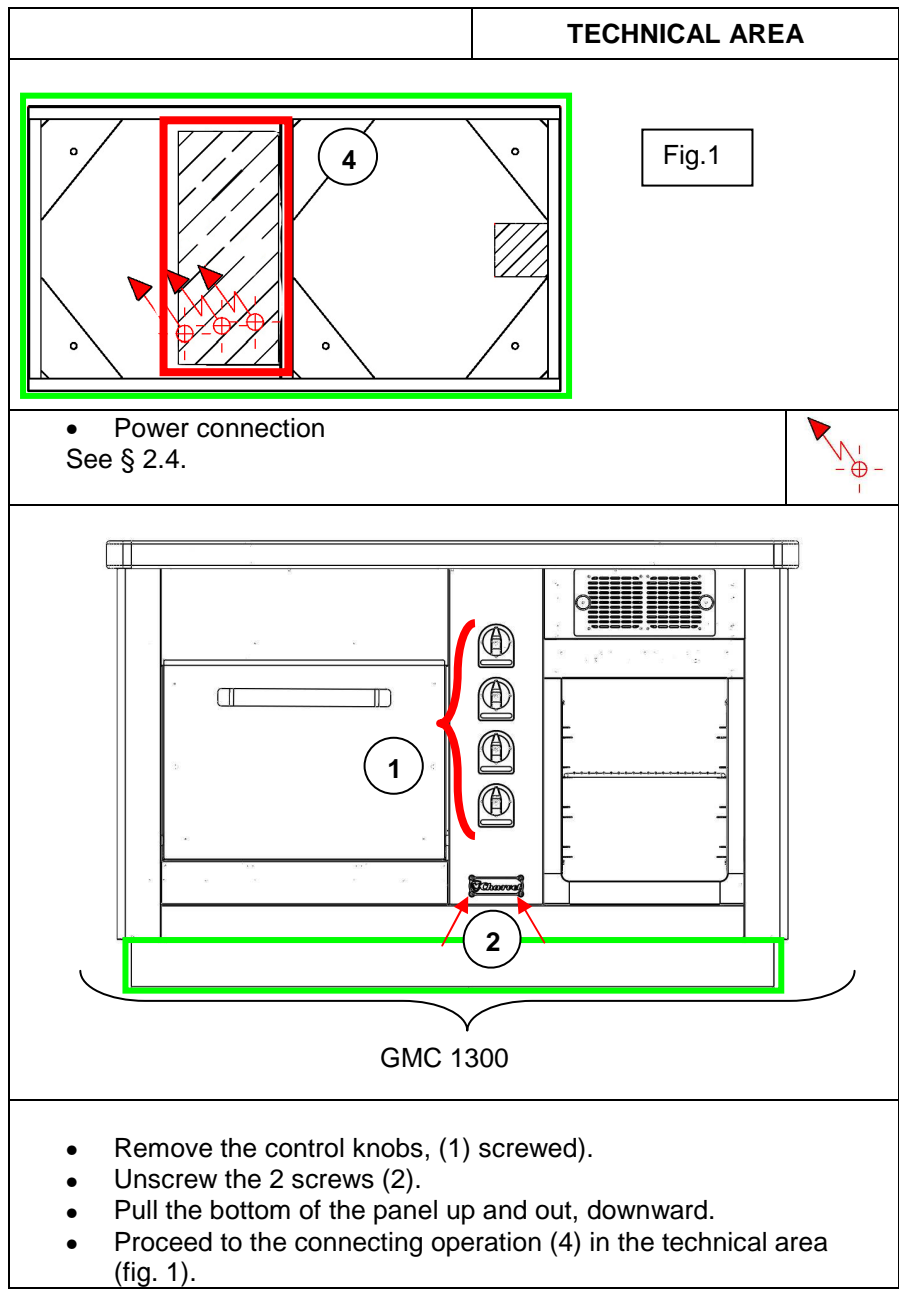 TECHNICAL AREA
4
Fig.1
• Power connection
See § 2.4.
1
Charvet
2
GMC 1300
• Remove the control knobs, (1) screwed).
• Unscrew the 2 screws (2).
• Pull the bottom of the panel up and out, downward.
• Proceed to the connecting operation (4) in the technical area
(fig. 1).